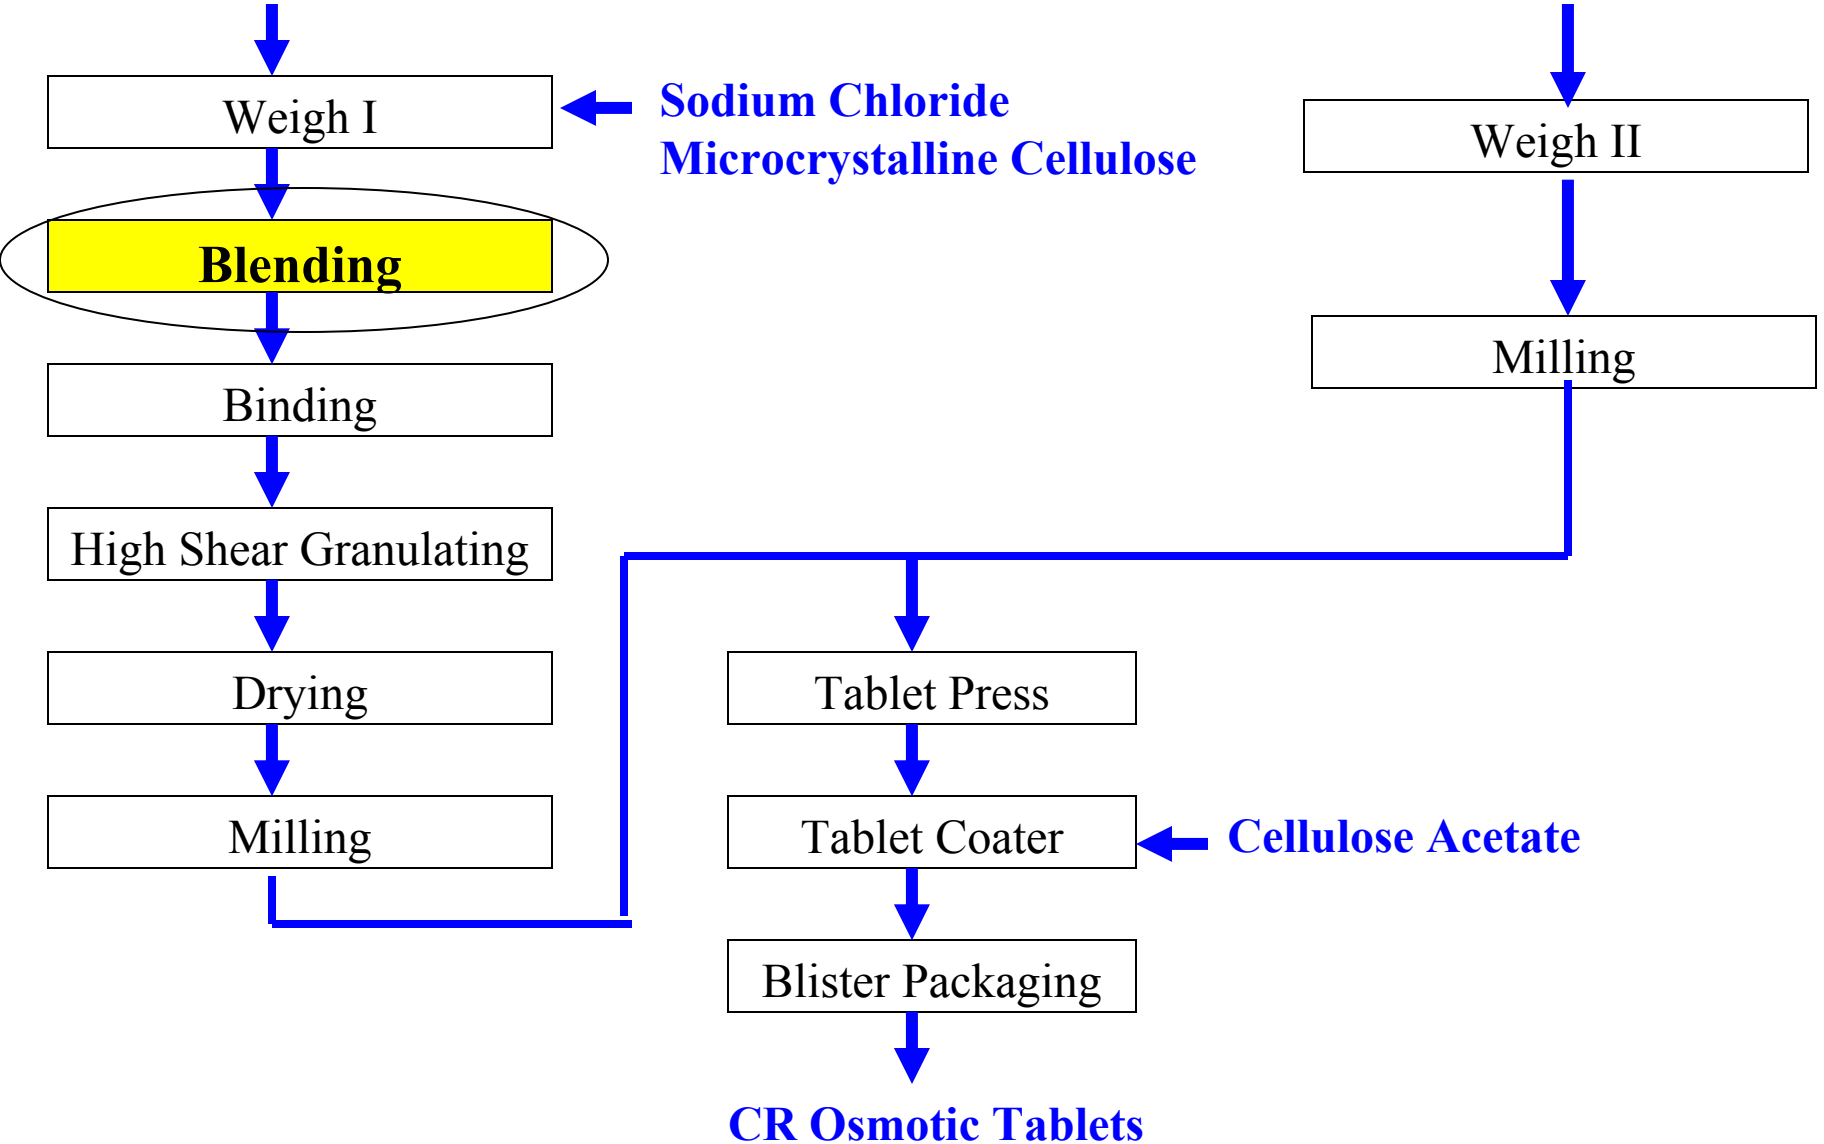 Weigh I
Sodium Chloride
Microcrystalline Cellulose
Weigh II
Blending
Milling
Binding
High Shear Granulating
Drying
Tablet Press
Milling
Tablet Coater
Cellulose Acetate
Blister Packaging
CR Osmotic Tablets